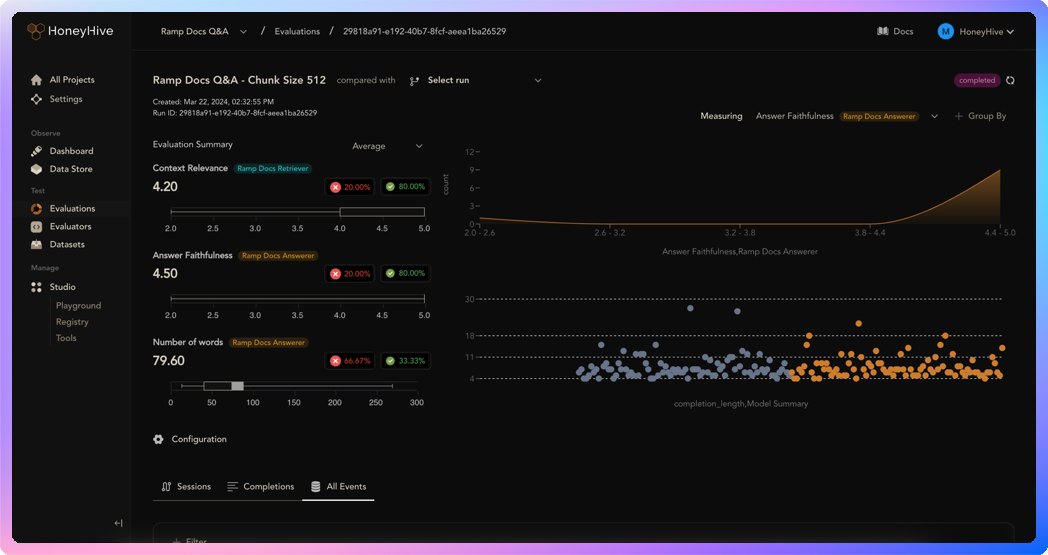 HoneyHive
Ramp Docs Q&A / Evaluations / 29818a91-e192-40b7-8fcf-aeea1ba26529
Docs
M HoneyHive
All Projects
Settings
Observe
Dashboard
Data Store
Test
Evaluations
Evaluators
Datasets
Manage
Studio
Playground
Registry
Tools
Ramp Docs Q&A - Chunk Size 512 compared with Select run
completed
Created: Mar 22, 2024, 02:32:55 PM
Run ID: 29818a91-e192-40b7-8fcf-aeea1ba26529
Measuring Answer Faithfulness Ramp Docs Answerer + Group By
Evaluation Summary Average
Context Relevance Ramp Docs Retriever
4.20 20.00% 80.00%
2.0 2.5 3.0 3.5 4.0 4.5 5.0
Answer Faithfulness Ramp Docs Answerer
4.50 20.00% 80.00%
2.0 2.5 3.0 3.5 4.0 4.5 5.0
Number of words Ramp Docs Answerer
79.60 66.67% 33.33%
0 50 100 150 200 250 300
count
12
9
6
3
0
2.0 - 2.6 2.6 - 3.2 3.2 - 3.8 3.8 - 4.4 4.4 - 5.0
Answer Faithfulness,Ramp Docs Answerer
30
18
11
4
completion_length,Model Summary
Configuration
Sessions Completions All Events
+ Filter